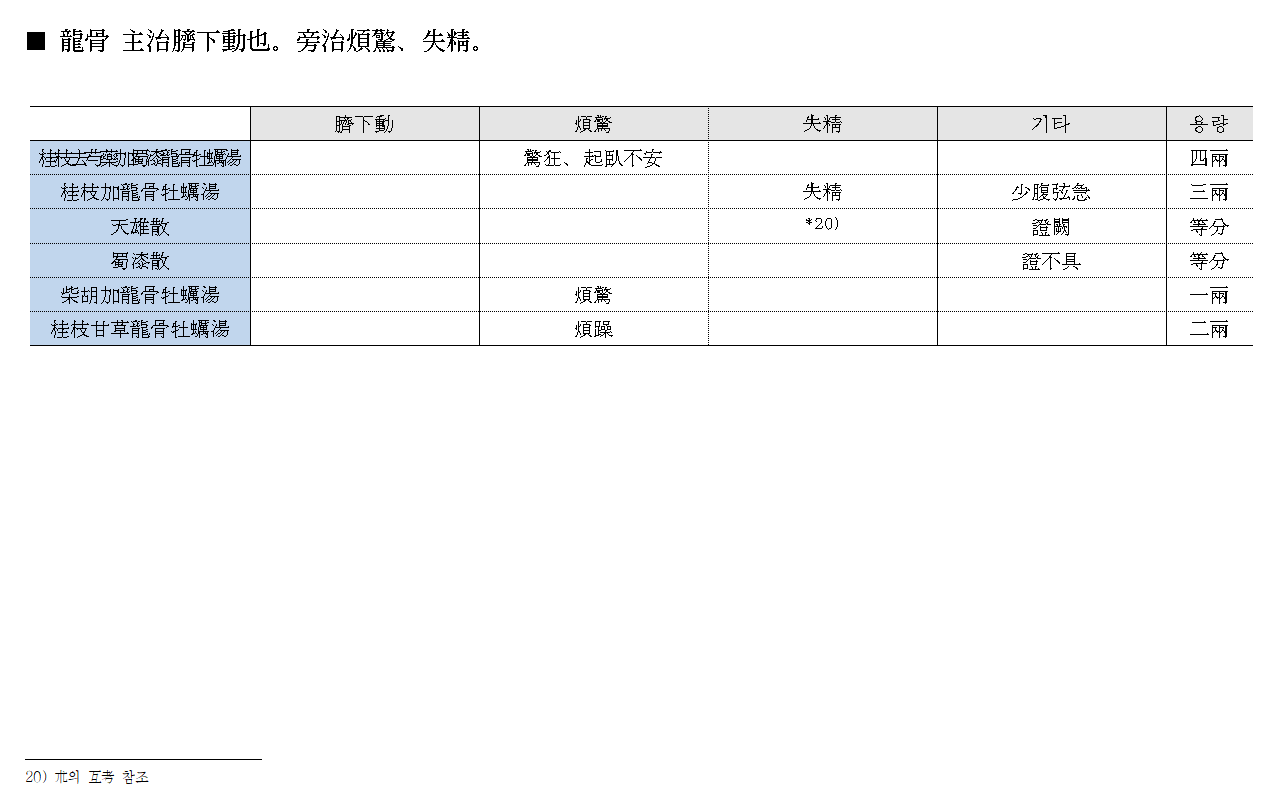 ■ 龍骨 主治臍下動也。旁治煩驚、失精。
臍下動 煩驚 失精 기타 용량
桂枝去芍藥加蜀漆龍骨牡蠣湯 驚狂、起臥不安 四兩
桂枝加龍骨牡蠣湯 失精 少腹弦急 三兩
天雄散 *20) 證闕 等分
蜀漆散 證不具 等分
柴胡加龍骨牡蠣湯 煩驚 一兩
桂枝甘草龍骨牡蠣湯 煩躁 二兩
20) 朮의 互考 참조